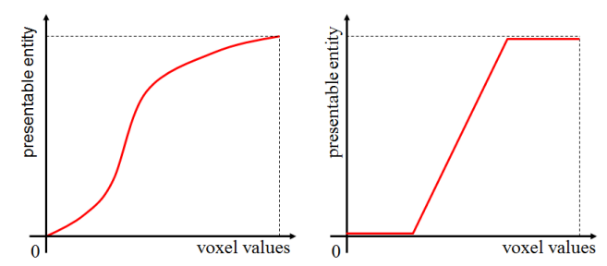 presentable entity
0
voxel values
presentable entity
0
voxel values